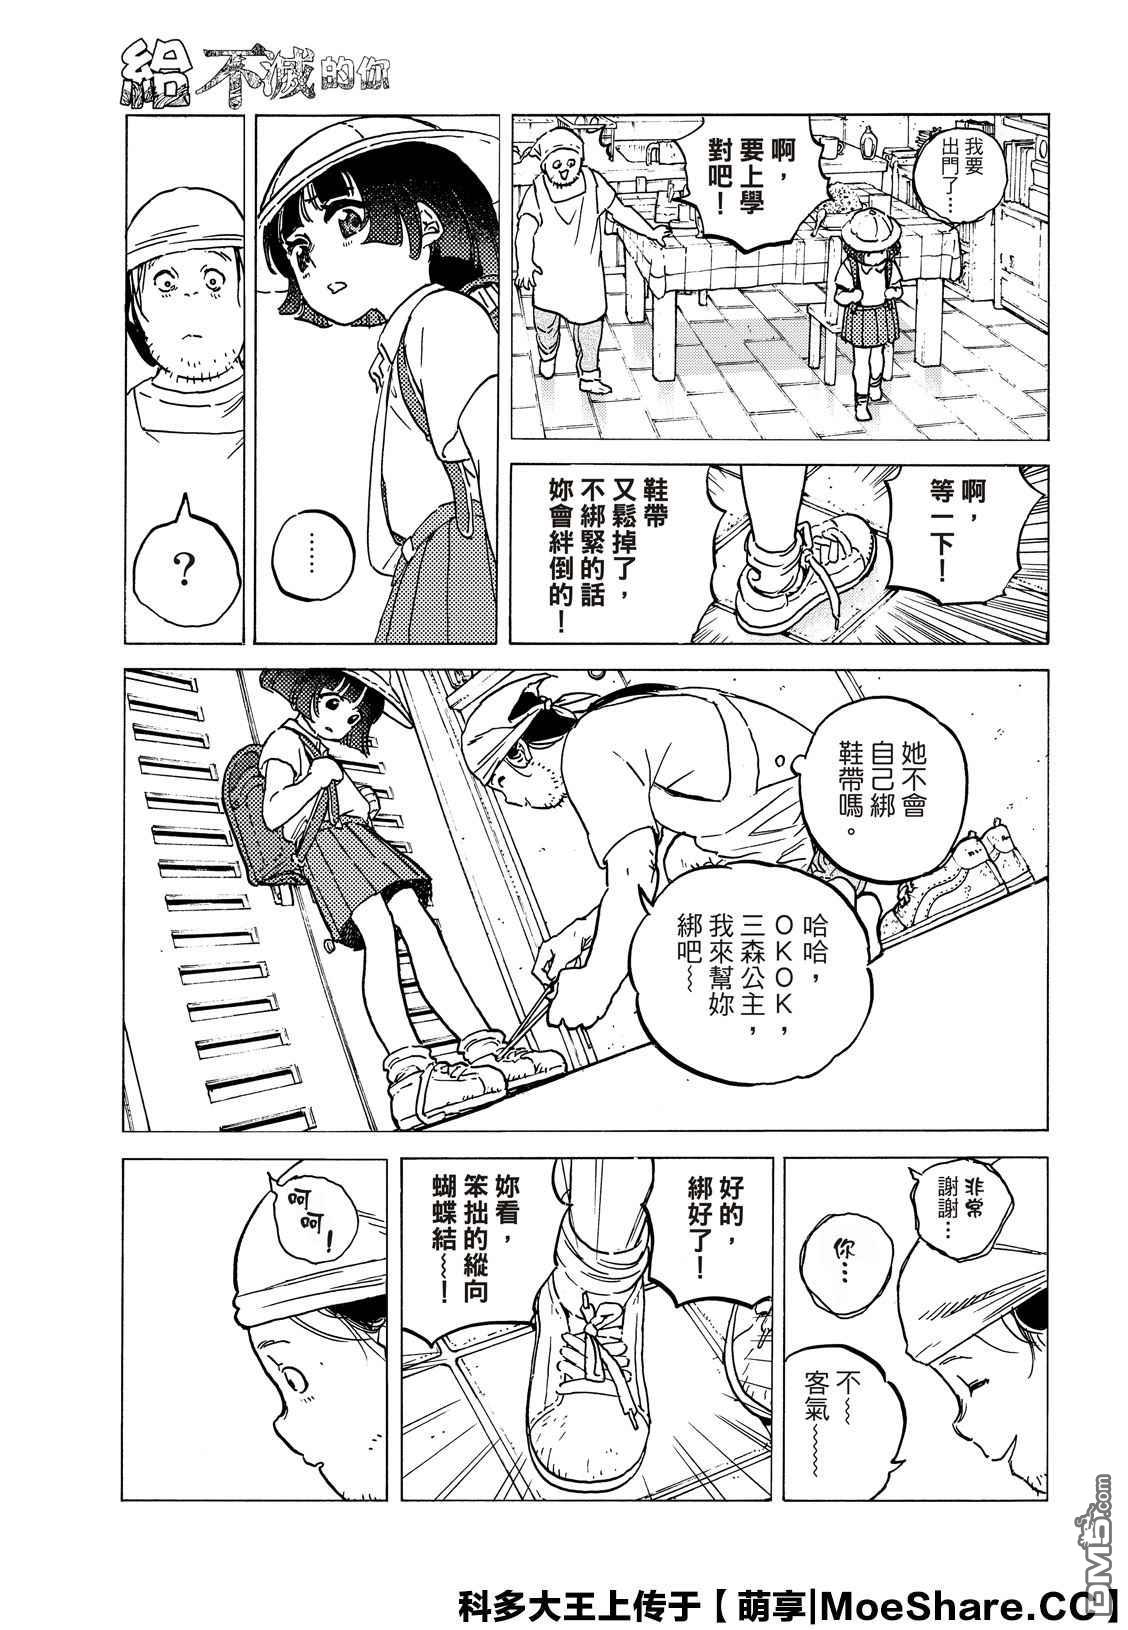 給不滅的你
我要
出門了…
啊，
要上學
對吧！
……
？
啊，
等一下！
鞋帶
又鬆掉了，
不綁緊的話
妳會絆倒的！
她不會
自己綁
鞋帶嗎。
哈哈，
OKOK，
三森公主，
我來幫妳
綁吧～
非常
謝謝…
你…
不～
客氣～
好的，
綁好了！
妳看，
笨拙的縱向
蝴蝶結～！
呵
呵！
科多大王上传于【萌享|MoeShare.CC】
DM5.com